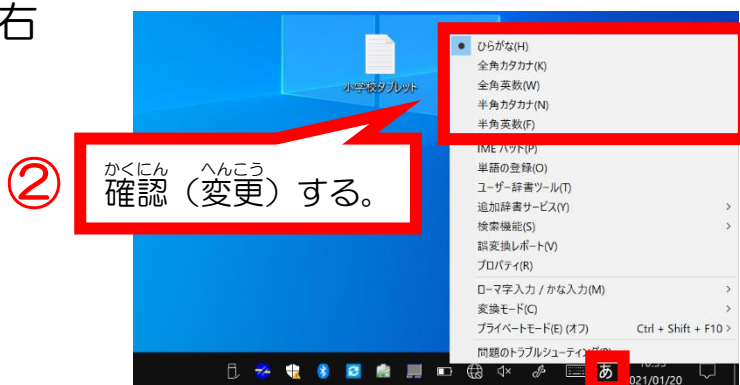 右
小学校タブレット
② 確認（変更）する。
かくにん へんこう
ひらがな(H)
全角カタカナ(K)
全角英数(W)
半角カタカナ(N)
半角英数(F)
IME パッド(P)
単語の登録(O)
ユーザー辞書ツール(T)
追加辞書サービス(Y)
検索機能(S)
誤変換レポート(V)
プロパティ(R)
ローマ字入力 / かな入力(M)
変換モード(C)
プライベートモード(E) (オフ) Ctrl + Shift + F10
問題のトラブルシューティング
あ
021/01/20